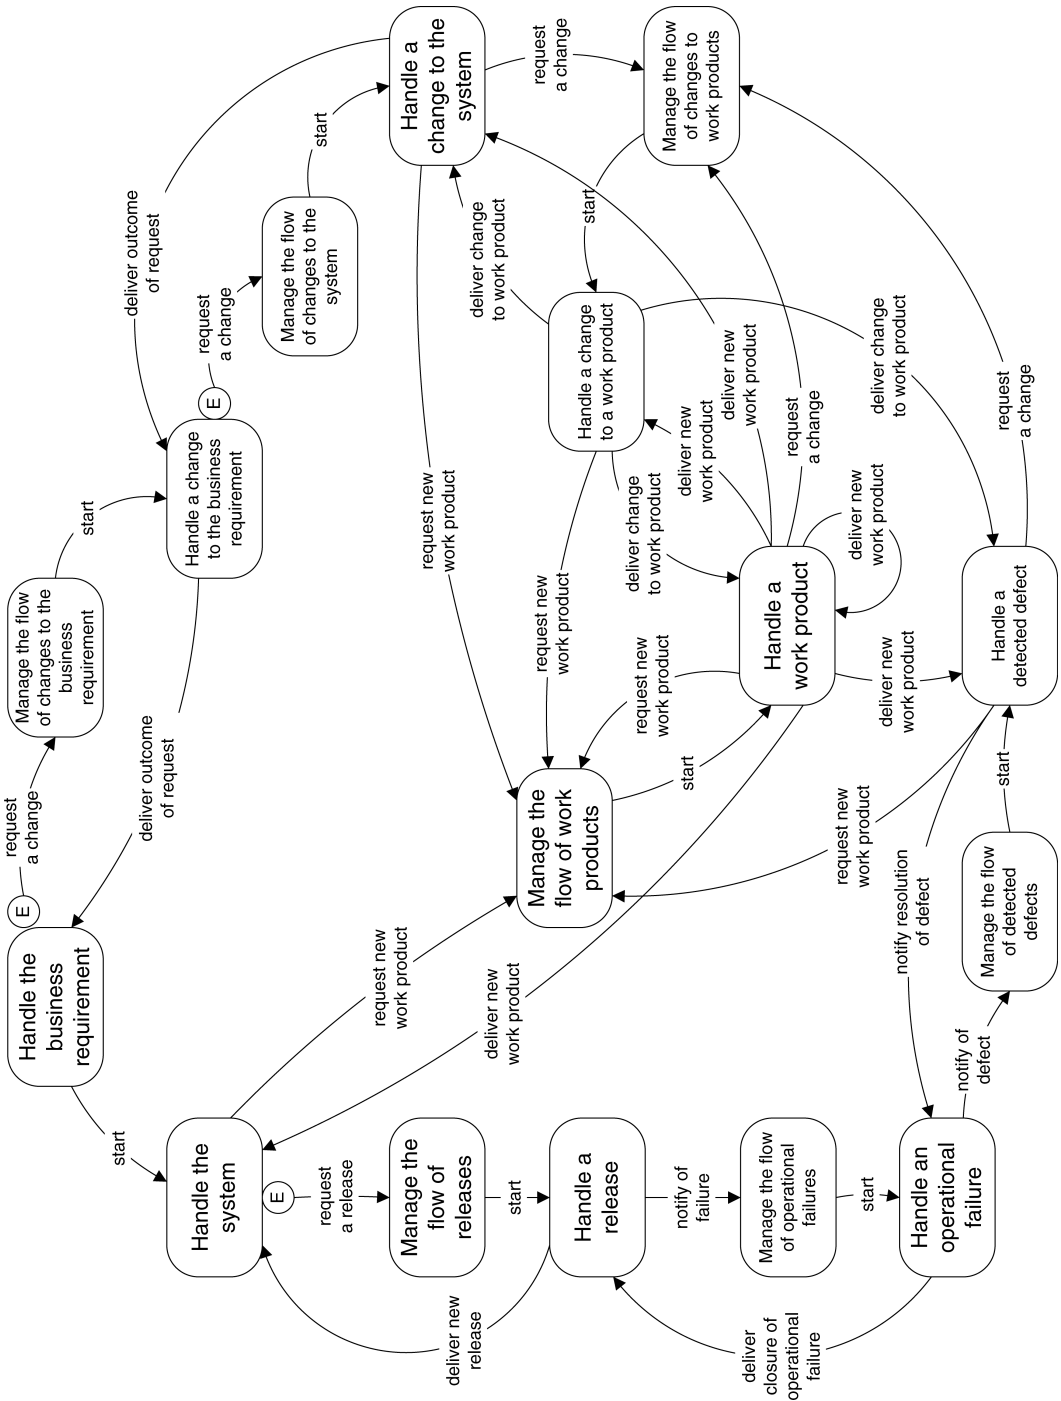 Handle the
business
requirement
E
request
a change
Manage the flow
of changes to the
business
requirement
start
start
deliver outcome
of request
deliver outcome
of request
Handle the
system
Handle a change
to the business
requirement
E
request
a change
E
Manage the flow
of changes to the
system
start
request
a release
request new
work product
Manage the
flow of
releases
request new
work product
Handle a
change to the
system
deliver new
release
start
deliver new
work product
deliver change
to work product
request
a change
Manage the
flow of work
products
request new
work product
Handle a
release
Handle a change
to a work product
start
request new
work product
deliver change
to work product
Manage the flow
of changes to
work products
notify of
failure
start
deliver new
work product
deliver new
work product
deliver
closure of
operational
failure
Manage the flow
of operational
failures
Handle a
work product
request
a change
start
request new
work product
deliver new
work product
deliver change
to work product
Handle an
operational
failure
notify resolution
of defect
deliver new
work product
notify of
defect
Manage the flow
of detected
defects
start
Handle a
detected defect
request
a change